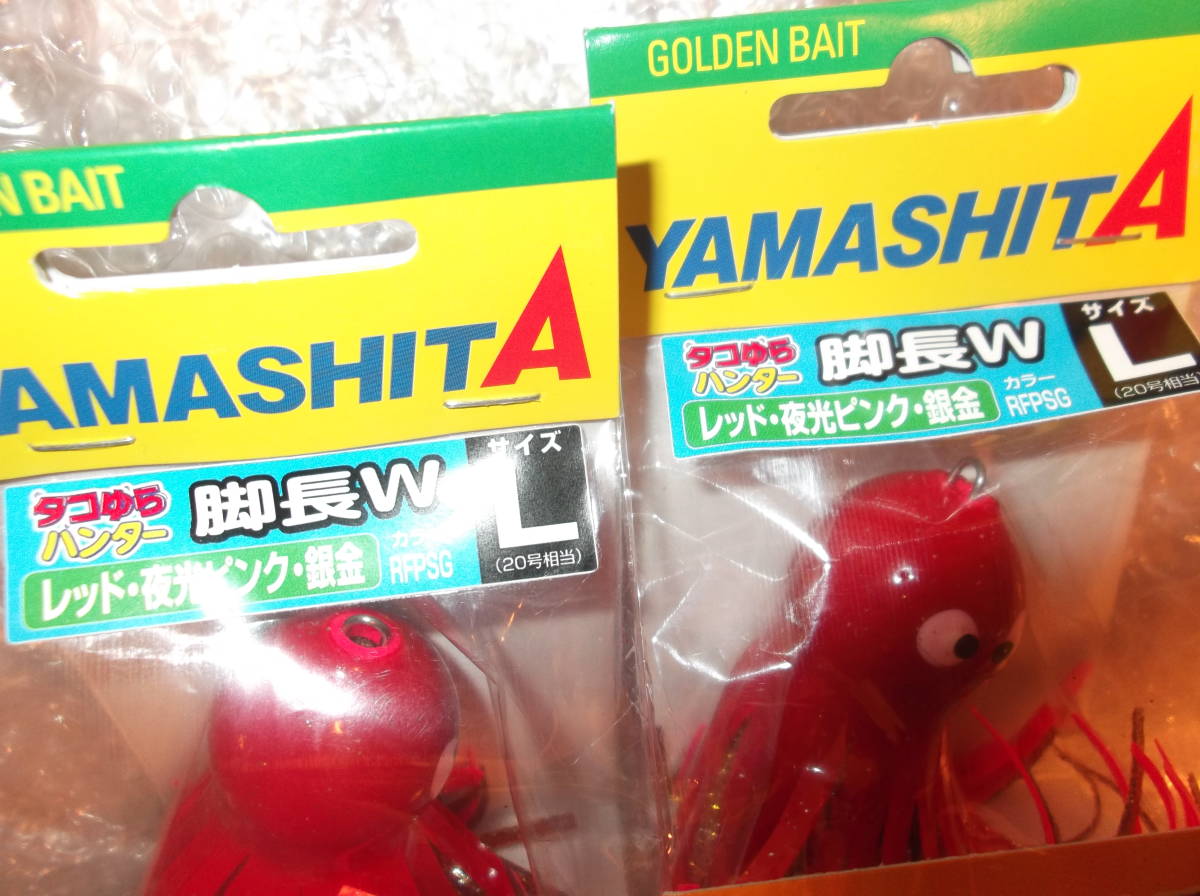 N BAIT
AMASHITA
タコゆら
ハンター
脚長W
サイズ
L
(20号相当)
レッド・夜光ピンク・銀金
カラー
RFPSG
GOLDEN BAIT
YAMASHITA
タコゆら
ハンター
脚長W
サイズ
L
(20号相当)
レッド・夜光ピンク・銀金
カラー
RFPSG